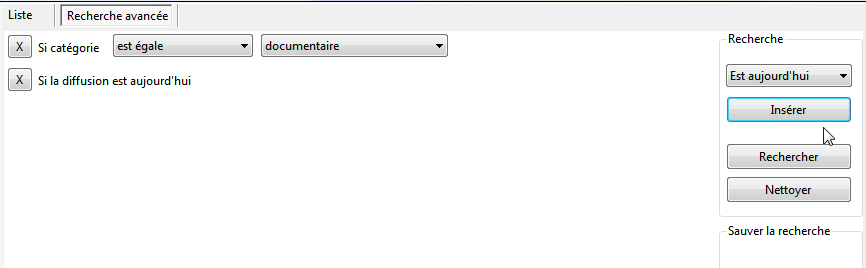 Liste
Recherche avancée
X
Si catégorie
est égale
documentaire
X
Si la diffusion est aujourd'hui
Recherche
Est aujourd'hui
Insérer
Rechercher
Nettoyer
Sauver la recherche